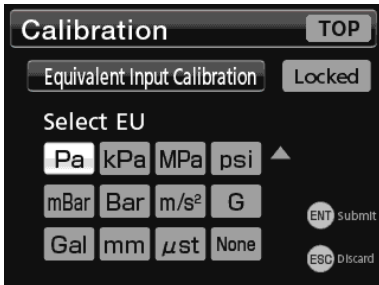 Calibration TOP
Equivalent Input Calibration Locked
Select EU
Pa kPa MPa psi
mBar Bar m/s² G
ENT Submit
Gal mm μst None
ESC Discard